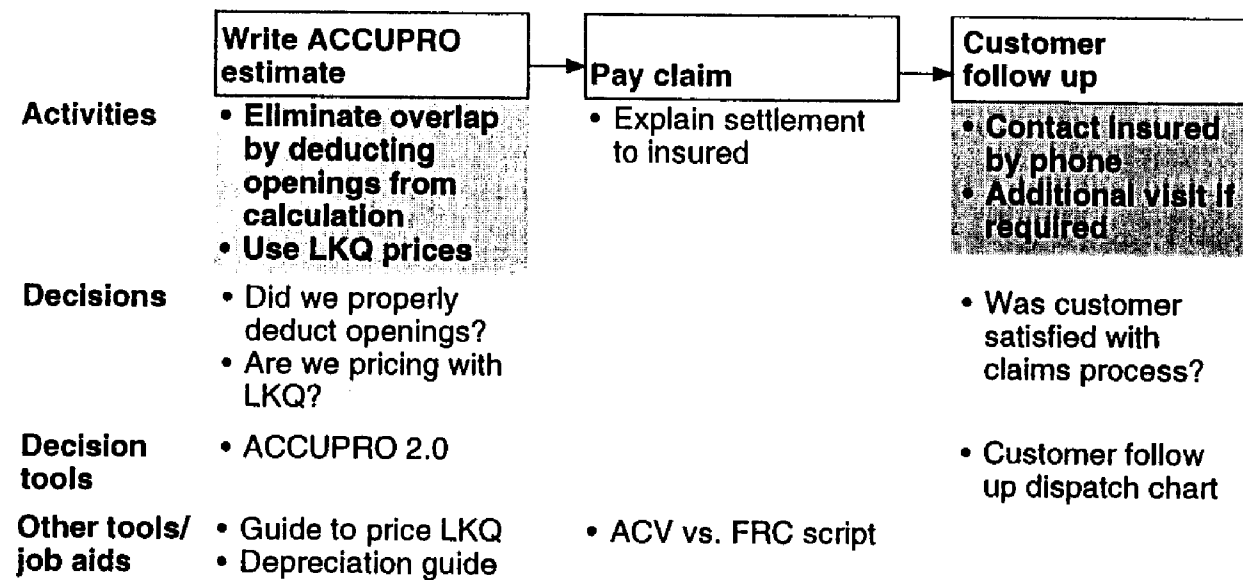 Write ACCUPRO
estimate
Pay claim
Customer
follow up
Activities
• Eliminate overlap
by deducting
openings from
calculation
• Use LKQ prices
• Explain settlement
to insured
• Contact insured
by phone
• Additional visit if
required
Decisions
• Did we properly
deduct openings?
• Are we pricing with
LKQ?
• Was customer
satisfied with
claims process?
Decision
tools
• ACCUPRO 2.0
• Customer follow
up dispatch chart
Other tools/
job aids
• Guide to price LKQ
• Depreciation guide
• ACV vs. FRC script